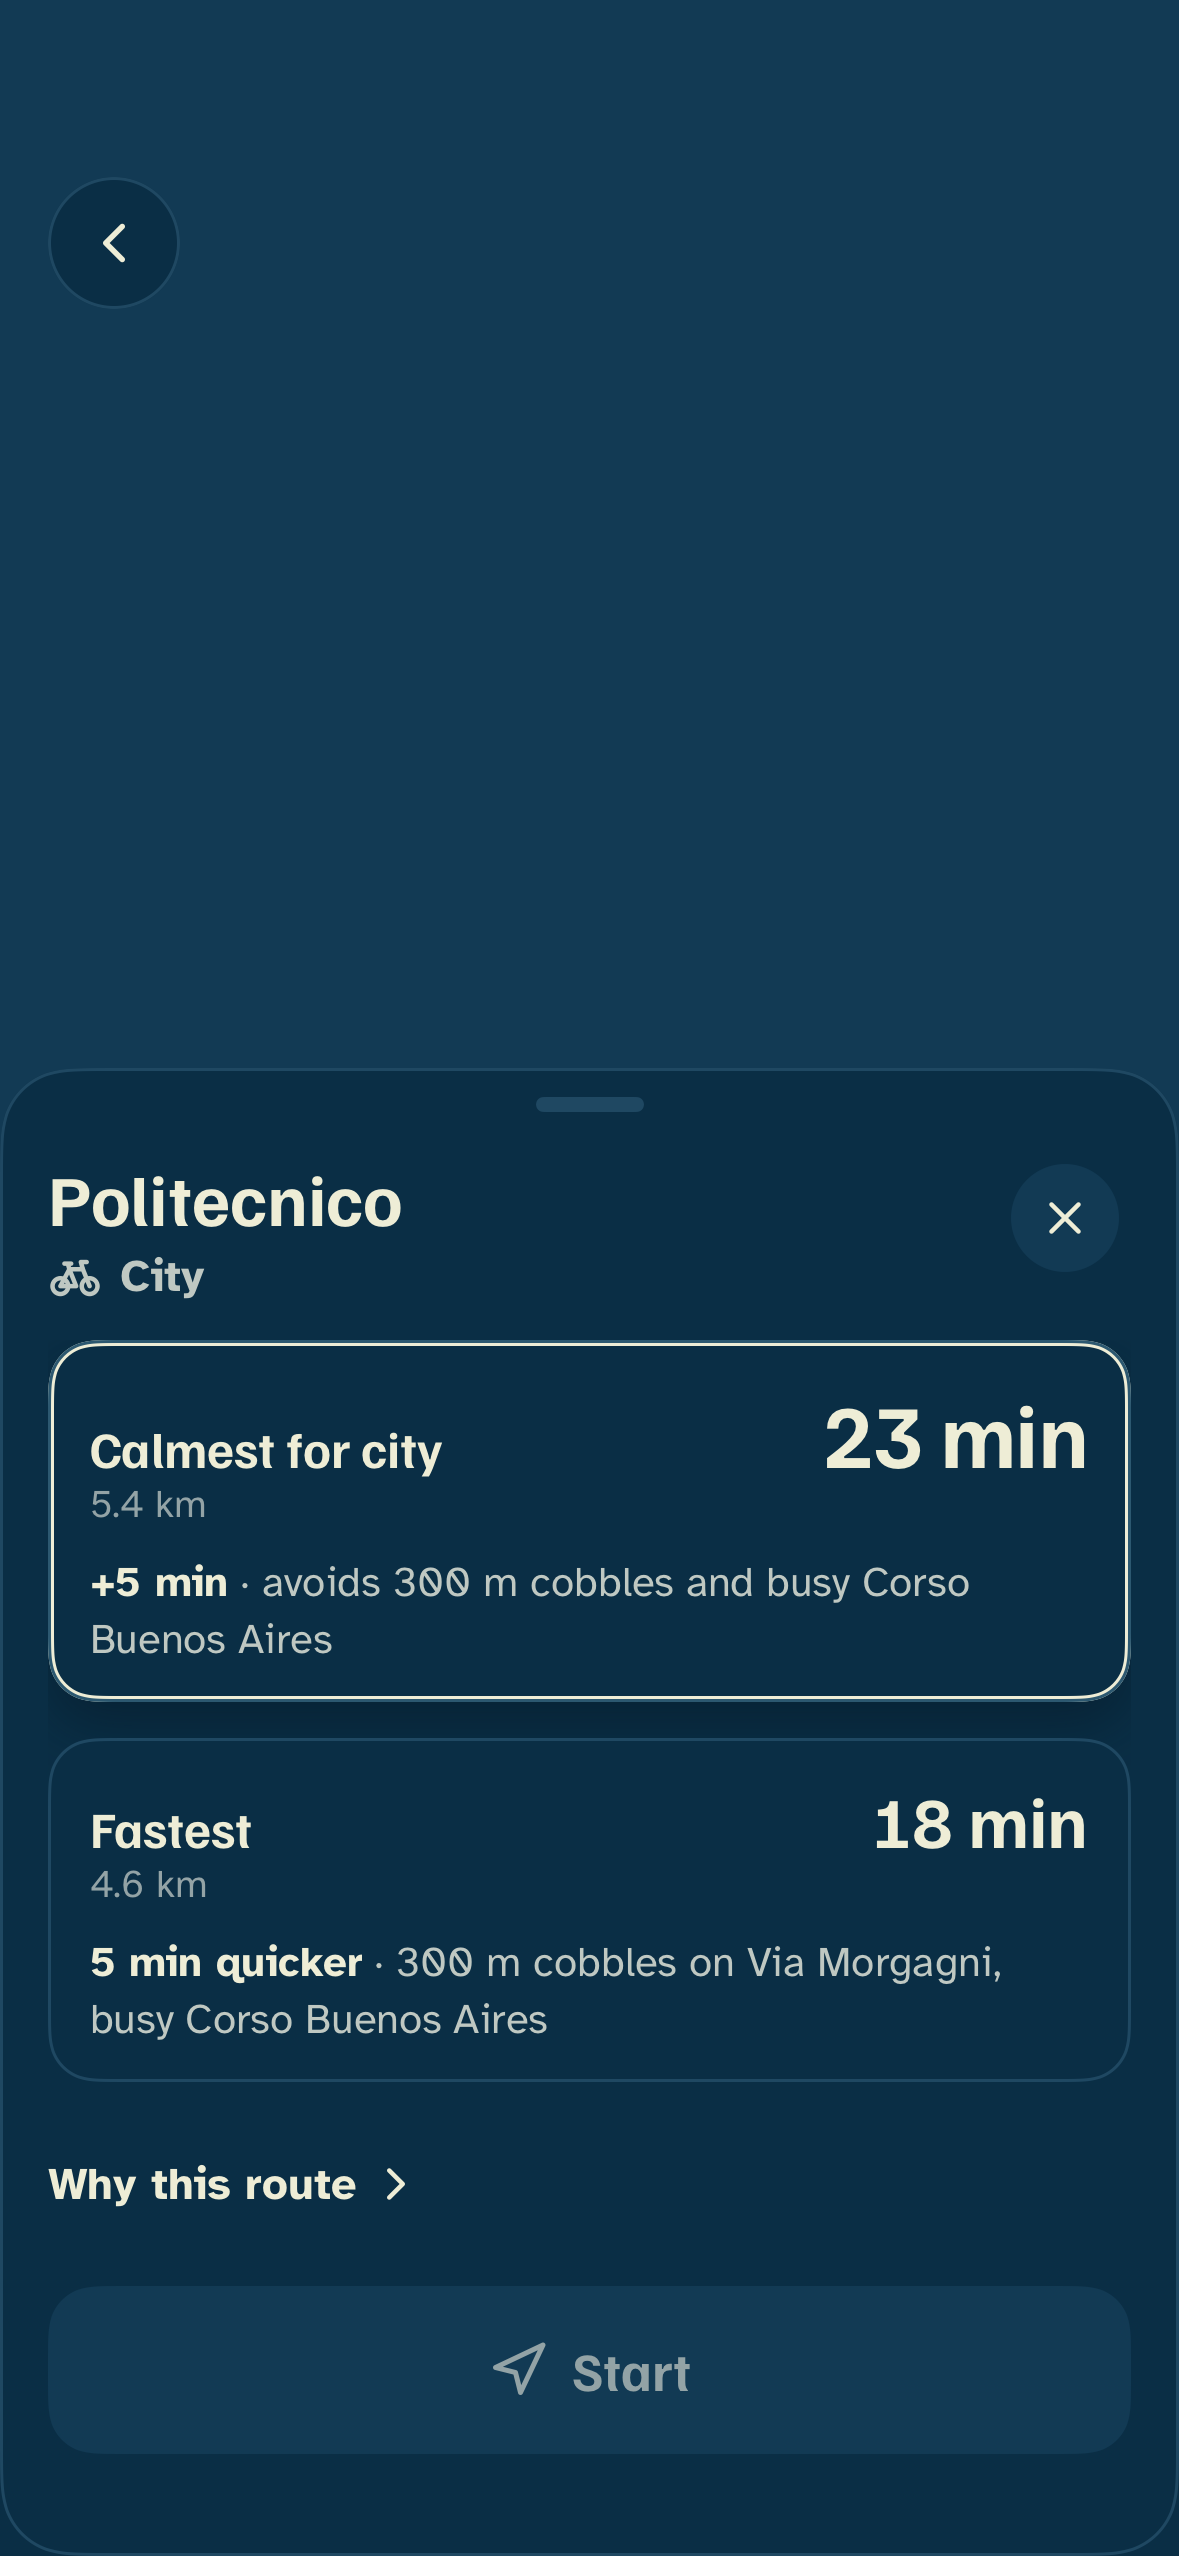 Politecnico
City
Calmest for city
23 min
5.4 km
+5 min · avoids 300 m cobbles and busy Corso
Buenos Aires
Fastest
18 min
4.6 km
5 min quicker · 300 m cobbles on Via Morgagni,
busy Corso Buenos Aires
Why this route
Start